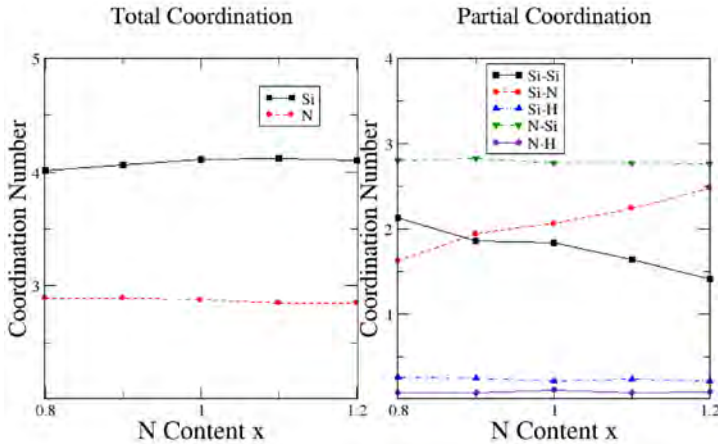 Total Coordination
Partial Coordination
Coordination Number
5
4
3
Si
N
0.8
1
1.2
N Content x
Coordination Number
4
3
2
1
Si-Si
Si-N
Si-H
N-Si
N-H
0.8
1
1.2
N Content x